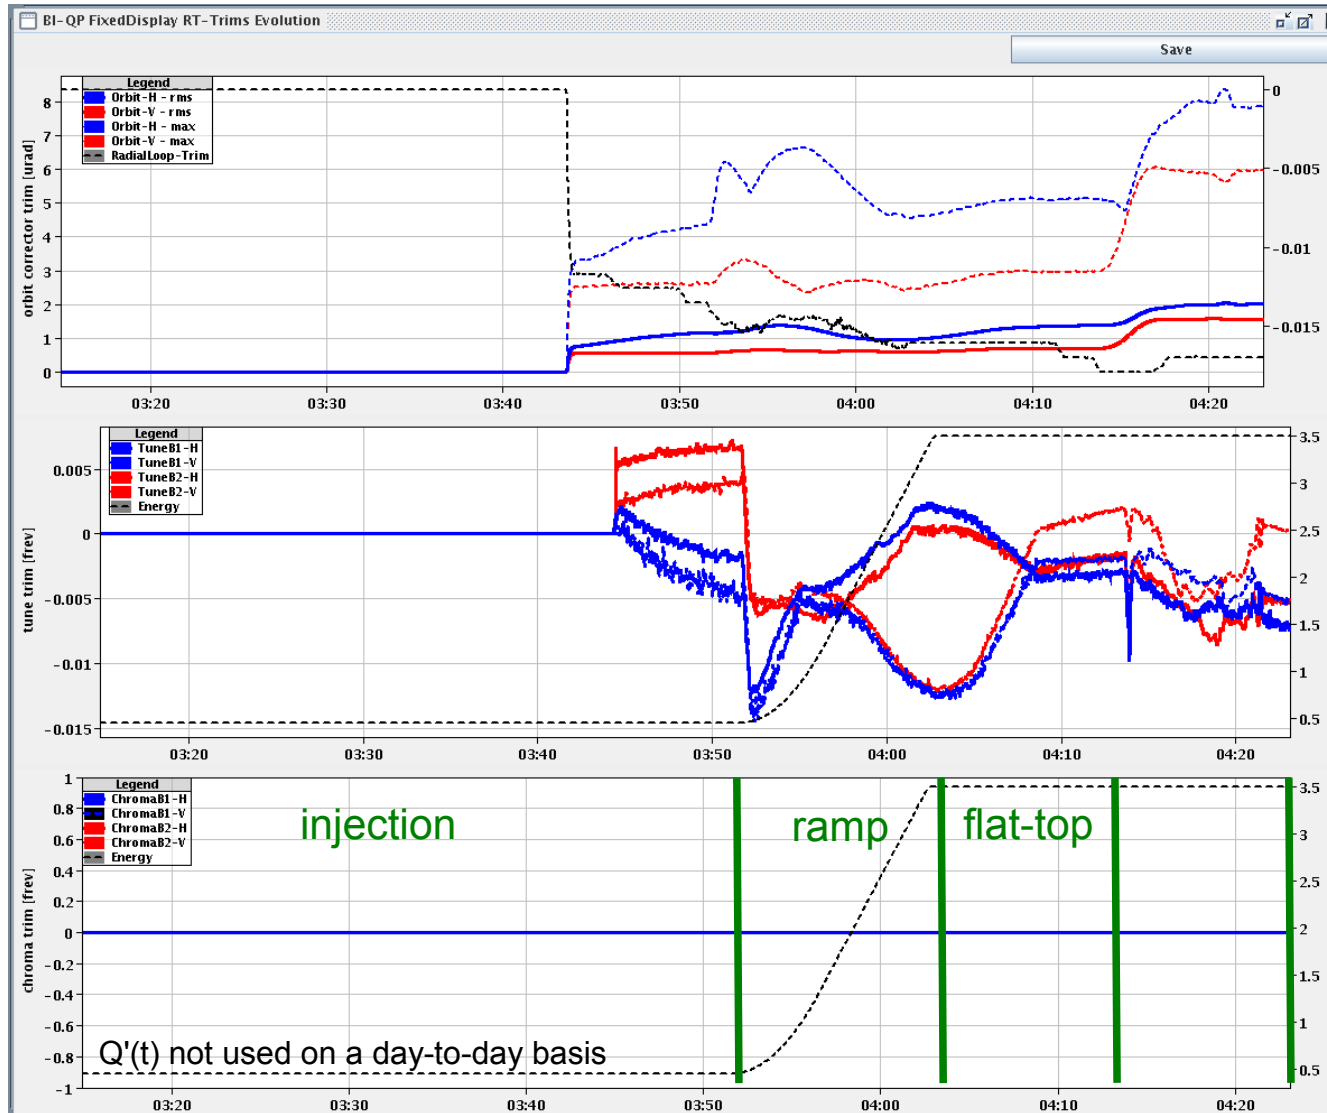 BI-QP FixedDisplay RT-Trims Evolution
Save
Legend
Orbit-H - rms
Orbit-V - rms
Orbit-H - max
Orbit-V - max
RadialLoop-Trim
orbit corrector trim [urad]
8
7
6
5
4
3
2
1
0
0
-0.005
-0.01
-0.015
03:20 03:30 03:40 03:50 04:00 04:10 04:20
Legend
TuneB1-H
TuneB1-V
TuneB2-H
TuneB2-V
Energy
tune trim [frev]
0.005
0
-0.005
-0.01
-0.015
3.5
3
2.5
2
1.5
1
0.5
03:20 03:30 03:40 03:50 04:00 04:10 04:20
Legend
ChromaB1-H
ChromaB1-V
ChromaB2-H
ChromaB2-V
Energy
chroma trim [frev]
1
0.8
0.6
0.4
0.2
0
-0.2
-0.4
-0.6
-0.8
-1
injection
ramp
flat-top
Q'(t) not used on a day-to-day basis
3.5
3
2.5
2
1.5
1
0.5
03:20 03:30 03:40 03:50 04:00 04:10 04:20